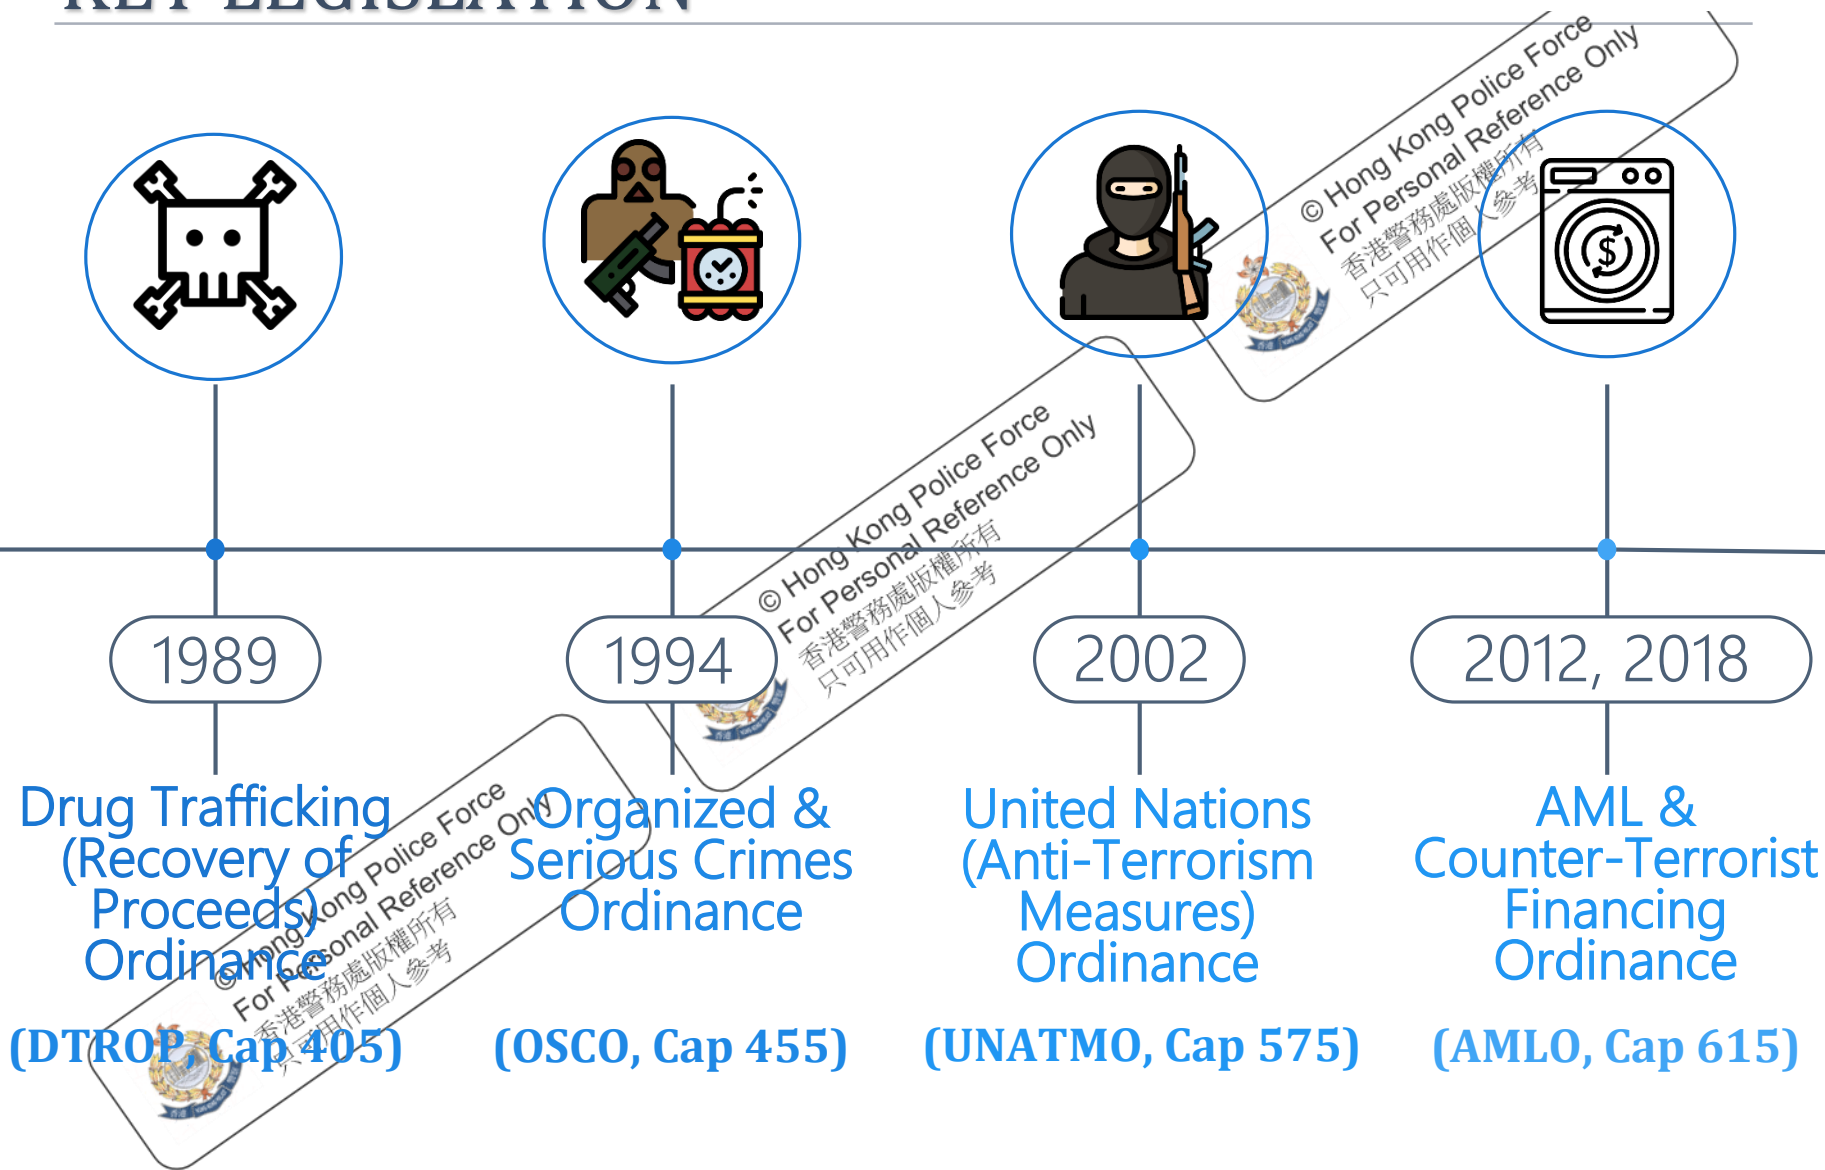 KEY LEGISLATION
© Hong Kong Police Force
For Personal Reference Only
香港警務處版權所有
只可用作個人參考
$
© Hong Kong Police Force
For Personal Reference Only
香港警務處版權所有
只可用作個人參考
1989
1994
2002
2012, 2018
Drug Trafficking
(Recovery of
Proceeds)
Ordinance
(DTROP, Cap 405)
Organized &
Serious Crimes
Ordinance
(OSCO, Cap 455)
United Nations
(Anti-Terrorism
Measures)
Ordinance
(UNATMO, Cap 575)
AML &
Counter-Terrorist
Financing
Ordinance
(AMLO, Cap 615)
© Hong Kong Police Force
For Personal Reference Only
香港警務處版權所有
只可用作個人參考